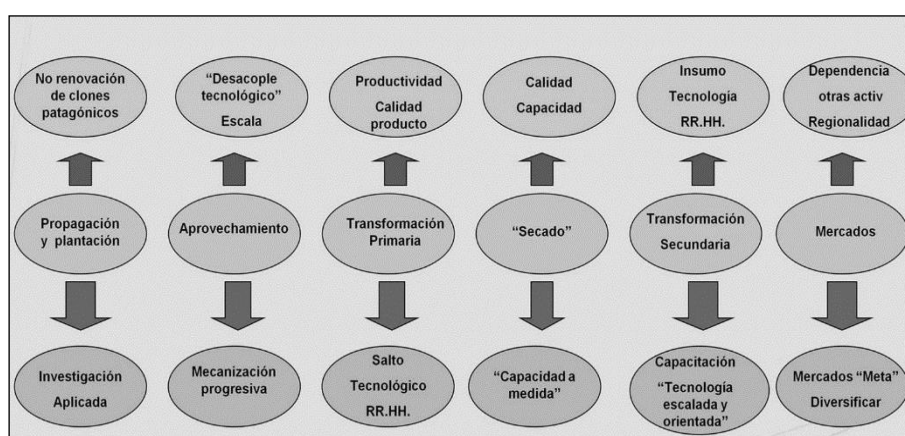 No renovación
de clones
patagónicos
“Desacople
tecnológico”
Escala
Productividad
Calidad
producto
Calidad
Capacidad
Insumo
Tecnología
RR.HH.
Dependencia
otras activ
Regionalidad
Propagación
y plantación
Aprovechamiento
Transformación
Primaria
“Secado”
Transformación
Secundaria
Mercados
Investigación
Aplicada
Mecanización
progresiva
Salto
Tecnológico
RR.HH.
“Capacidad a
medida”
Capacitación
“Tecnología
escalada y
orientada”
Mercados “Meta”
Diversificar